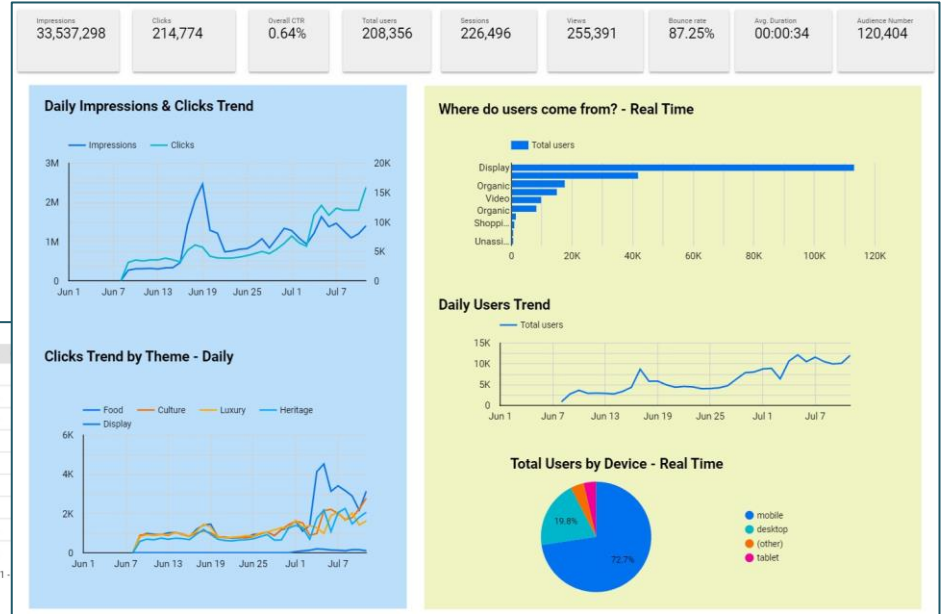 Impressions
33,537,298
Clicks
214,774
Overall CTR
0.64%
Total users
208,356
Sessions
226,496
Views
255,391
Bounce rate
87.25%
Avg. Duration
00:00:34
Audience Number
120,404
Daily Impressions & Clicks Trend
Impressions Clicks
3M 20K
15K
2M
10K
1M
5K
0 0
Jun 1 Jun 7 Jun 13 Jun 19 Jun 25 Jul 1 Jul 7
Clicks Trend by Theme - Daily
Food Culture Luxury Heritage
Display
6K
4K
2K
0
Jun 1 Jun 7 Jun 13 Jun 19 Jun 25 Jul 1 Jul 7
1 -
Where do users come from? - Real Time
Total users
Display
Organic
Video
Organic
Shoppi...
Unassi...
0 20K 40K 60K 80K 100K 120K
Daily Users Trend
Total users
15K
10K
5K
0
Jun 1 Jun 7 Jun 13 Jun 19 Jun 25 Jul 1 Jul 7
Total Users by Device - Real Time
19.8%
72.7%
mobile
desktop
(other)
tablet